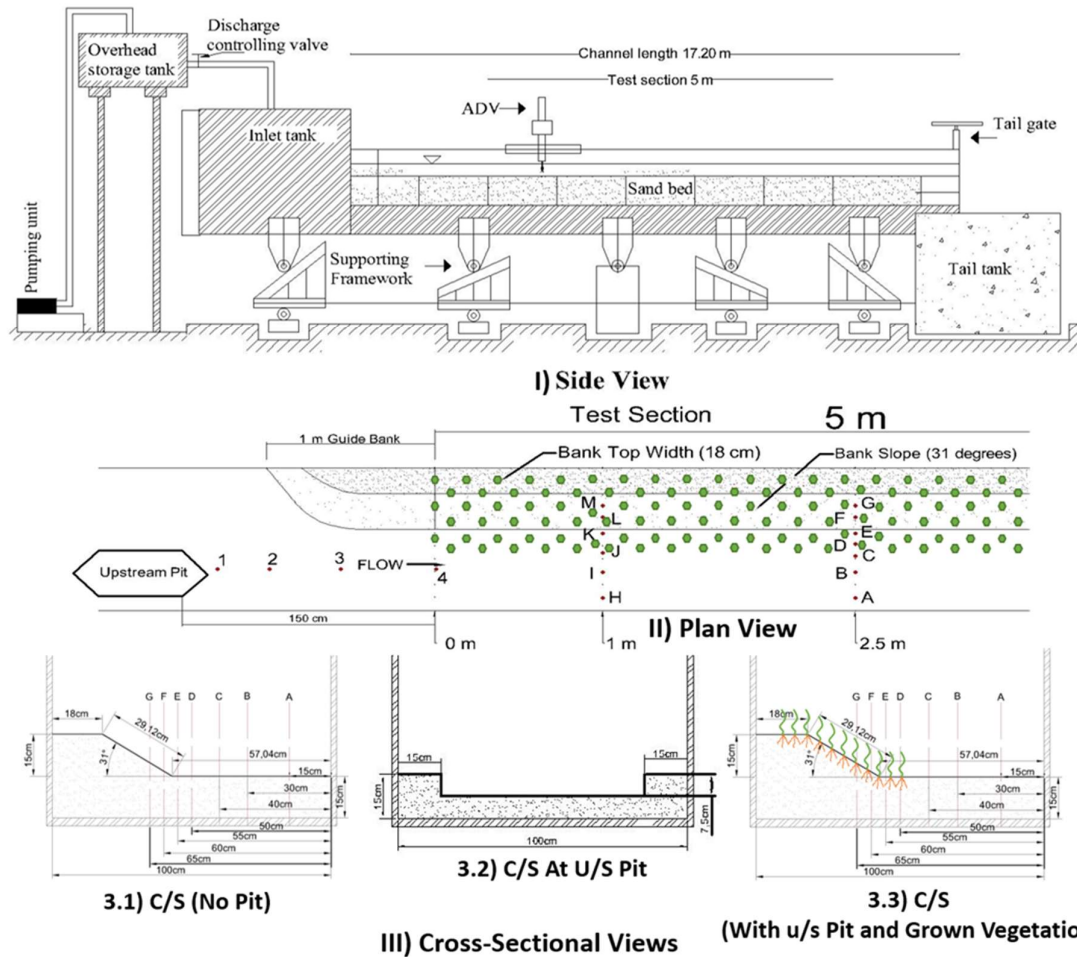 Discharge
controlling valve
Overhead
storage tank
Channel length 17.20 m
Test section 5 m
ADV
Inlet tank
Tail gate
Sand bed
Pumping unit
Supporting
Framework
Tail tank
I) Side View
Test Section
5 m
1 m Guide Bank
Bank Top Width (18 cm)
Bank Slope (31 degrees)
M
G
L
F
K
E
D
J
C
1
2
3
FLOW
4
Upstream Pit
I
B
H
A
150 cm
II) Plan View
0 m
1 m
2.5 m
G F E D C B A
18cm
29,12cm
15cm
31°
57,04cm
15cm
30cm
15cm
40cm
50cm
55cm
60cm
65cm
100cm
3.1) C/S (No Pit)
15cm
15cm
15cm
7.5cm
100cm
3.2) C/S At U/S Pit
G F E D C B A
18cm
29,12cm
15cm
31°
57,04cm
15cm
30cm
15cm
40cm
50cm
55cm
60cm
65cm
100cm
3.3) C/S
(With u/s Pit and Grown Vegetatio
III) Cross-Sectional Views